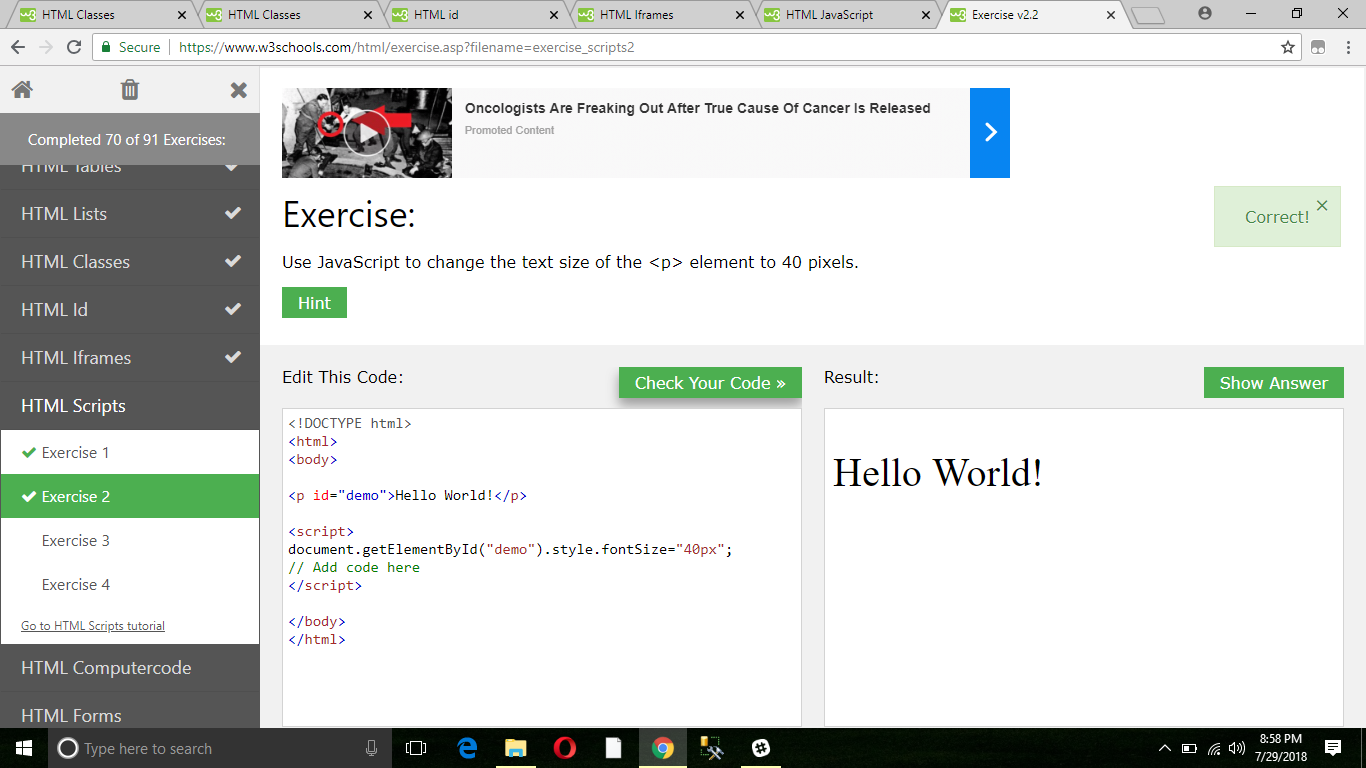 HTML Classes
HTML Classes
HTML id
HTML Iframes
HTML JavaScript
Exercise v2.2
Secure
https://www.w3schools.com/html/exercise.asp?filename=exercise_scripts2
Completed 70 of 91 Exercises:
HTML Tables
HTML Lists
HTML Classes
HTML Id
HTML Iframes
HTML Scripts
Exercise 1
Exercise 2
Exercise 3
Exercise 4
Go to HTML Scripts tutorial
HTML Computercode
HTML Forms
Oncologists Are Freaking Out After True Cause Of Cancer Is Released
Promoted Content
Exercise:
Correct!
Use JavaScript to change the text size of the <p> element to 40 pixels.
Hint
Edit This Code:
Check Your Code »
Result:
Show Answer
<!DOCTYPE html>
<html>
<body>
<p id="demo">Hello World!</p>
<script>
document.getElementById("demo").style.fontSize="40px";
// Add code here
</script>
</body>
</html>
Hello World!
Type here to search
8:58 PM
7/29/2018